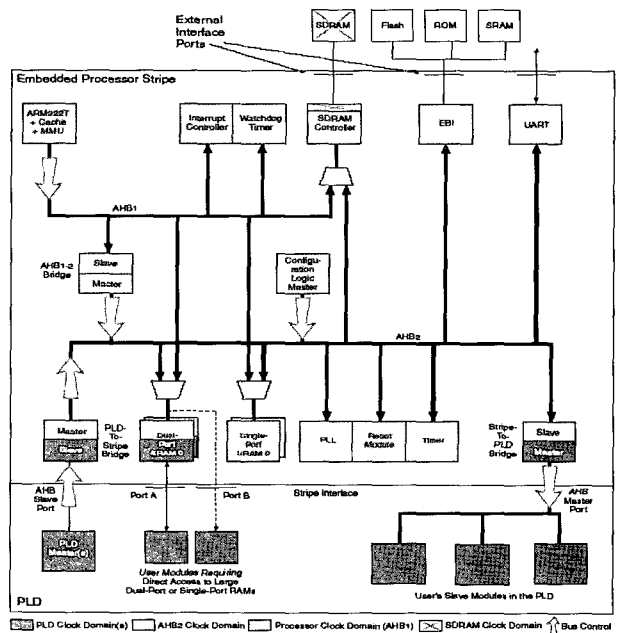 External
Interface
Ports
SDRAM
Flash
ROM
SRAM
Embedded Processor Stripe
ARM922T
+ Cache
+ MMU
Interrupt
Controller
Watchdog
Timer
SDRAM
Controller
EBI
UART
AHB1
AHB1-2
Bridge
Slave
Master
Configu-
ration
Logic
Master
AHB2
Master
Slave
PLD-
To-
Stripe
Bridge
Dual-
Port
SRAM 0
Single-
Port
SRAM 0
PLL
Reset
Module
Timer
Stripe-
To-
PLD
Bridge
Slave
Master
AHB
Slave
Port
Port A
Port B
Stripe Interface
AHB
Master
Port
PLD
Master(s)
User Modules Requiring
Direct Access to Large
Dual-Port or Single-Port RAMs
User's Slave Modules in the PLD
PLD
PLD Clock Domain(s)
AHB2 Clock Domain
Processor Clock Domain (AHB1)
SDRAM Clock Domain
Bus Control